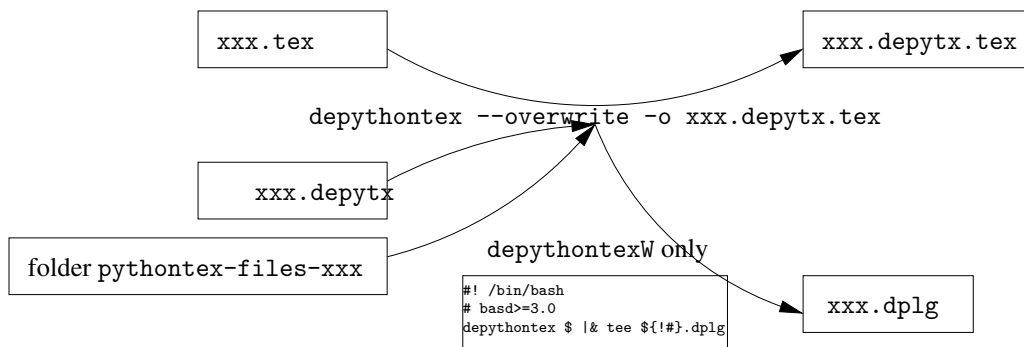 xxx.tex
xxx.depytx.tex
depythontex --overwrite -o xxx.depytx.tex
xxx.depytx
folder pythontex-files-xxx
depythontexW only
#! /bin/bash
# basd>=3.0
depythontex $ |& tee ${!#}.dplg
xxx.dplg